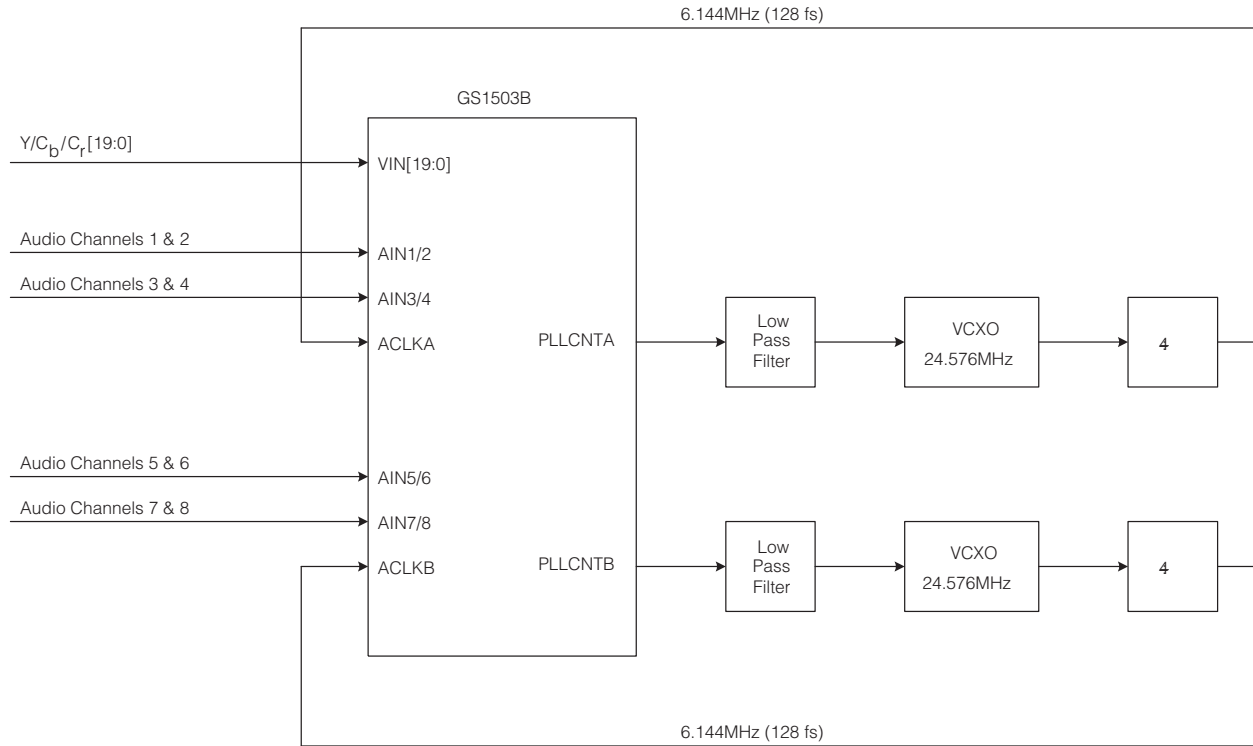 6.144MHz (128 fs)
GS1503B
Y/Cb/Cr[19:0]
VIN[19:0]
Audio Channels 1 & 2
AIN1/2
Audio Channels 3 & 4
AIN3/4
ACLKA
PLLCNTA
Low
Pass
Filter
VCXO
24.576MHz
4
Audio Channels 5 & 6
AIN5/6
Audio Channels 7 & 8
AIN7/8
ACLKB
PLLCNTB
Low
Pass
Filter
VCXO
24.576MHz
4
6.144MHz (128 fs)